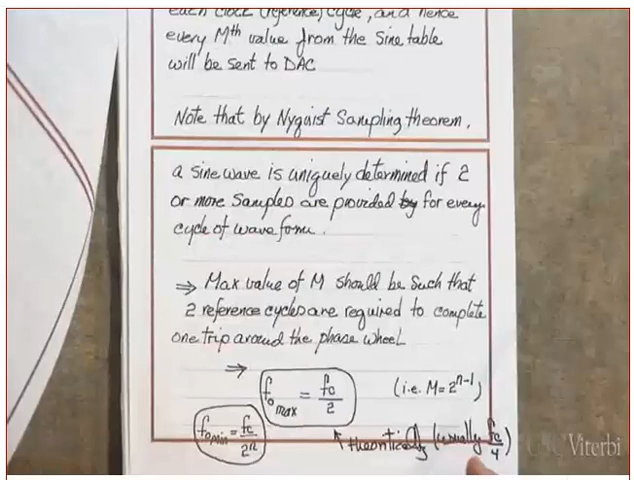 each clock (reference) cycle, and hence
every Mth value from the sine table
will be sent to DAC
Note that by Nyquist Sampling theorem,
a sine wave is uniquely determined if 2
or more samples are provided by for every
cycle of wave form.
⇒ Max value of M should be such that
2 reference cycles are required to complete
one trip around the phase wheel
⇒ fo max = fc/2 (i.e. M = 2^n-1)
fo min = fc/2^n ↑ theoritically (usually fc/4)
USC Viterbi